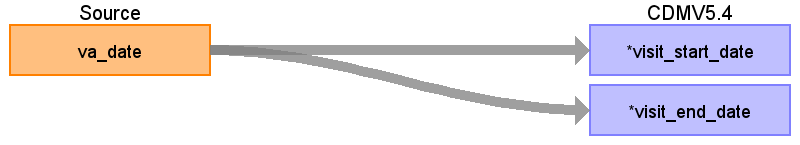 Source
CDMV5.4
va_date
*visit_start_date
*visit_end_date